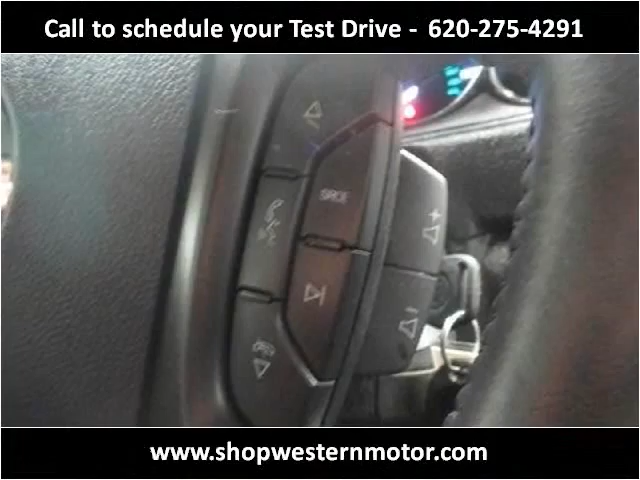 Call to schedule your Test Drive - 620-275-4291
SRCE
+
-
www.shopwesternmotor.com